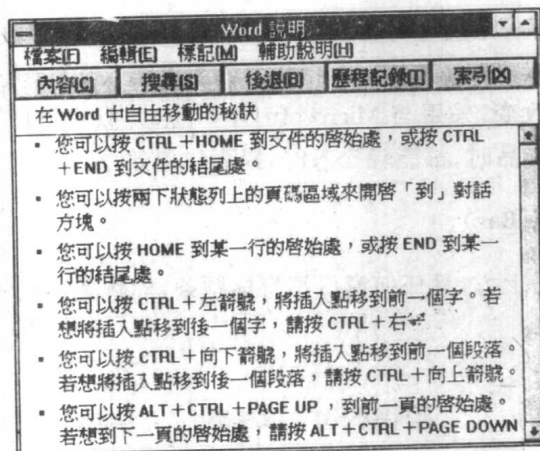 Word 說明
檔案(F) 編輯(E) 標記(M) 輔助說明(H)
內容(C) 搜尋(S) 後退(B) 歷程記錄(T) 索引(X)
在 Word 中自由移動的秘訣
▪ 您可以按 CTRL+HOME 到文件的啓始處,或按 CTRL
+END 到文件的結尾處。
▪ 您可以按兩下狀態列上的頁碼區域來開啓「到」對話
方塊。
▪ 您可以按 HOME 到某一行的啓始處,或按 END 到某一
行的結尾處。
▪ 您可以按 CTRL+左箭號,將插入點移到前一個字。若
想將插入點移到後一個字,請按 CTRL+右
▪ 您可以按 CTRL+向下箭號,將插入點移到前一個段落。
若想將插入點移到後一個段落,請按 CTRL+向上箭號。
▪ 您可以按 ALT+CTRL+PAGE UP ,到前一頁的啓始處。
若想到下一頁的啓始處,請按 ALT+CTRL+PAGE DOWN